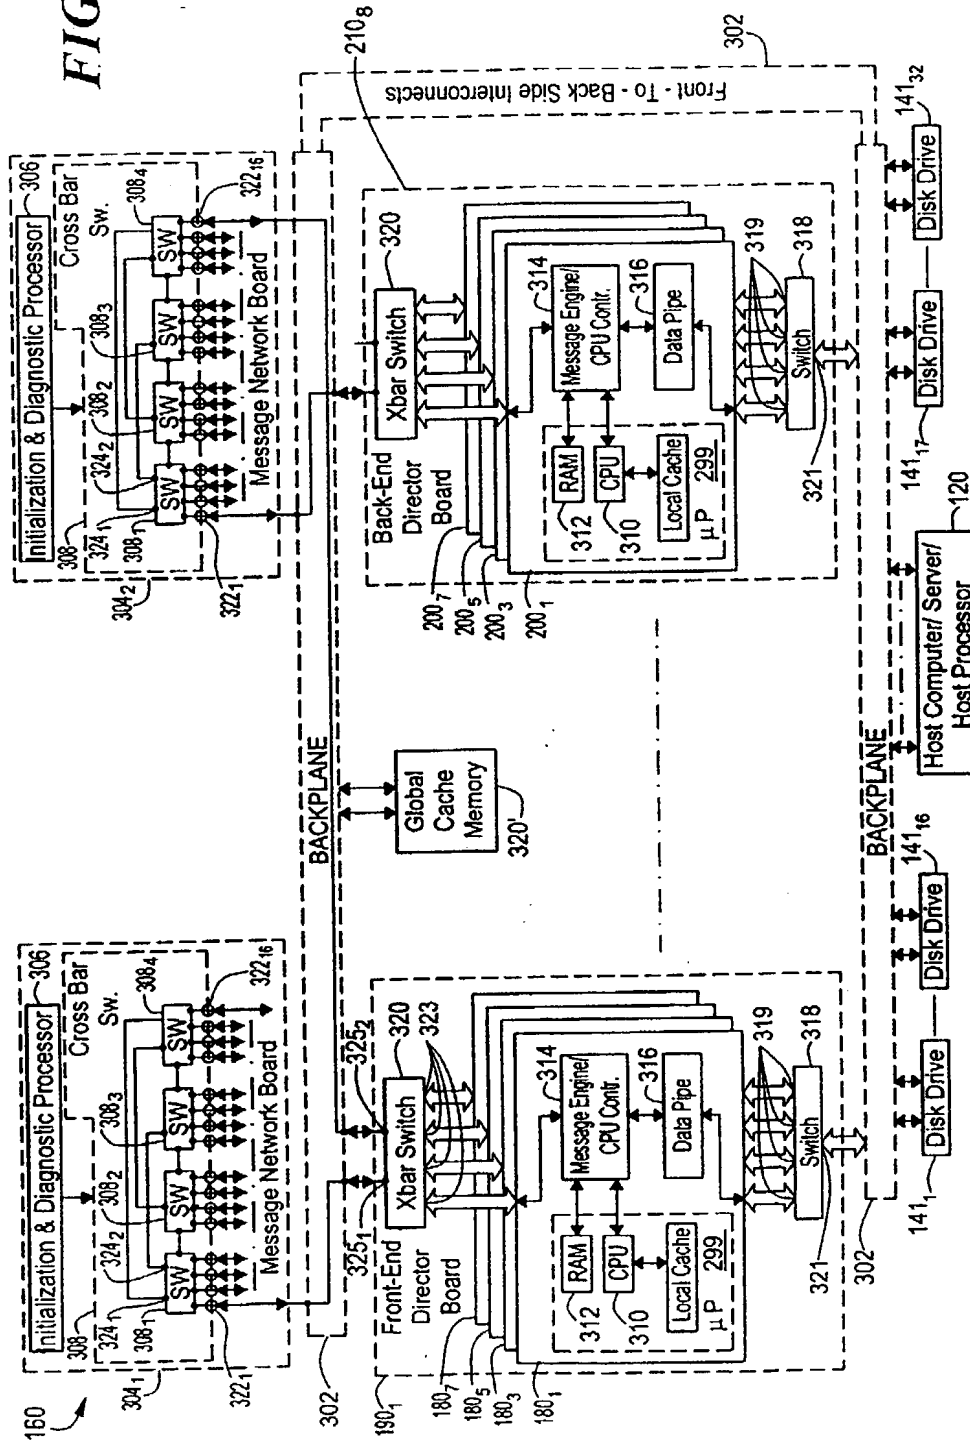 FIG
160
304₁
Initialization & Diagnostic Processor
306
Cross Bar
Sw.
308
324₁
324₂
308₁
308₂
308₃
308₄
SW
SW
SW
SW
322₁
322₁₆
Message Network Board
304₂
Initialization & Diagnostic Processor
306
Cross Bar
Sw.
308
324₁
324₂
308₁
308₂
308₃
308₄
SW
SW
SW
SW
322₁
322₁₆
Message Network Board
302
BACKPLANE
Front - To - Back Side Interconnects
302
190₁
325₁
325₂
320
323
Xbar Switch
Front-End
Director
Board
180₇
180₅
180₃
180₁
314
Message Engine/
CPU Contr.
316
Data Pipe
RAM
312
CPU
310
Local Cache
299
μP
319
318
Switch
321
Global
Cache
Memory
320'
210₈
320
Xbar Switch
Back-End
Director
Board
200₇
200₅
200₃
200₁
314
Message Engine/
CPU Contr.
316
Data Pipe
RAM
312
CPU
310
Local Cache
299
μP
319
318
Switch
321
302
BACKPLANE
141₁
Disk Drive
141₁₆
Disk Drive
Host Computer/ Server/
Host Processor
120
141₁₇
Disk Drive
141₃₂
Disk Drive